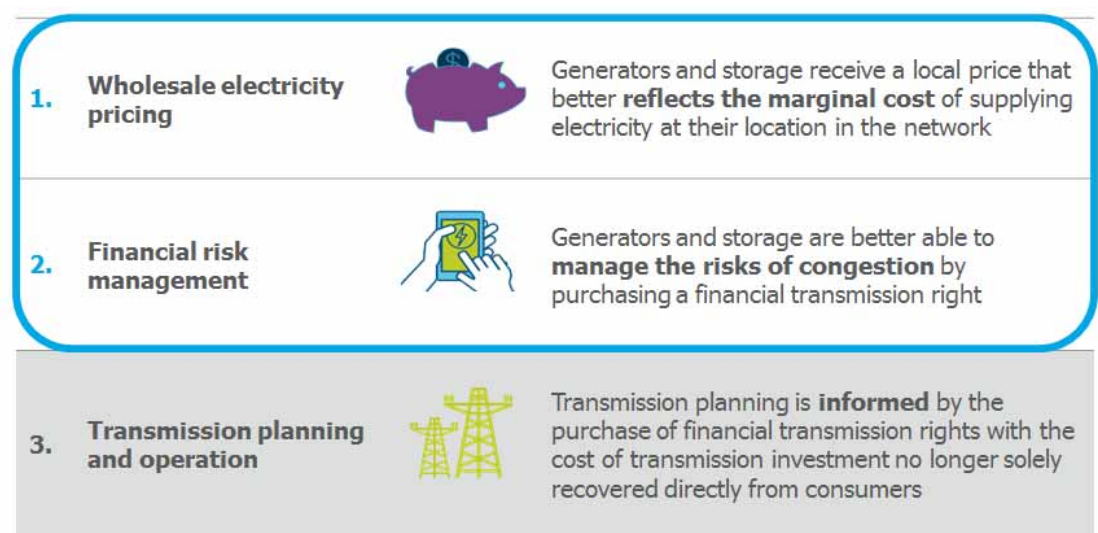 1.
Wholesale electricity
pricing
$
Generators and storage receive a local price that
better reflects the marginal cost of supplying
electricity at their location in the network
2.
Financial risk
management
Generators and storage are better able to
manage the risks of congestion by
purchasing a financial transmission right
3.
Transmission planning
and operation
Transmission planning is informed by the
purchase of financial transmission rights with the
cost of transmission investment no longer solely
recovered directly from consumers